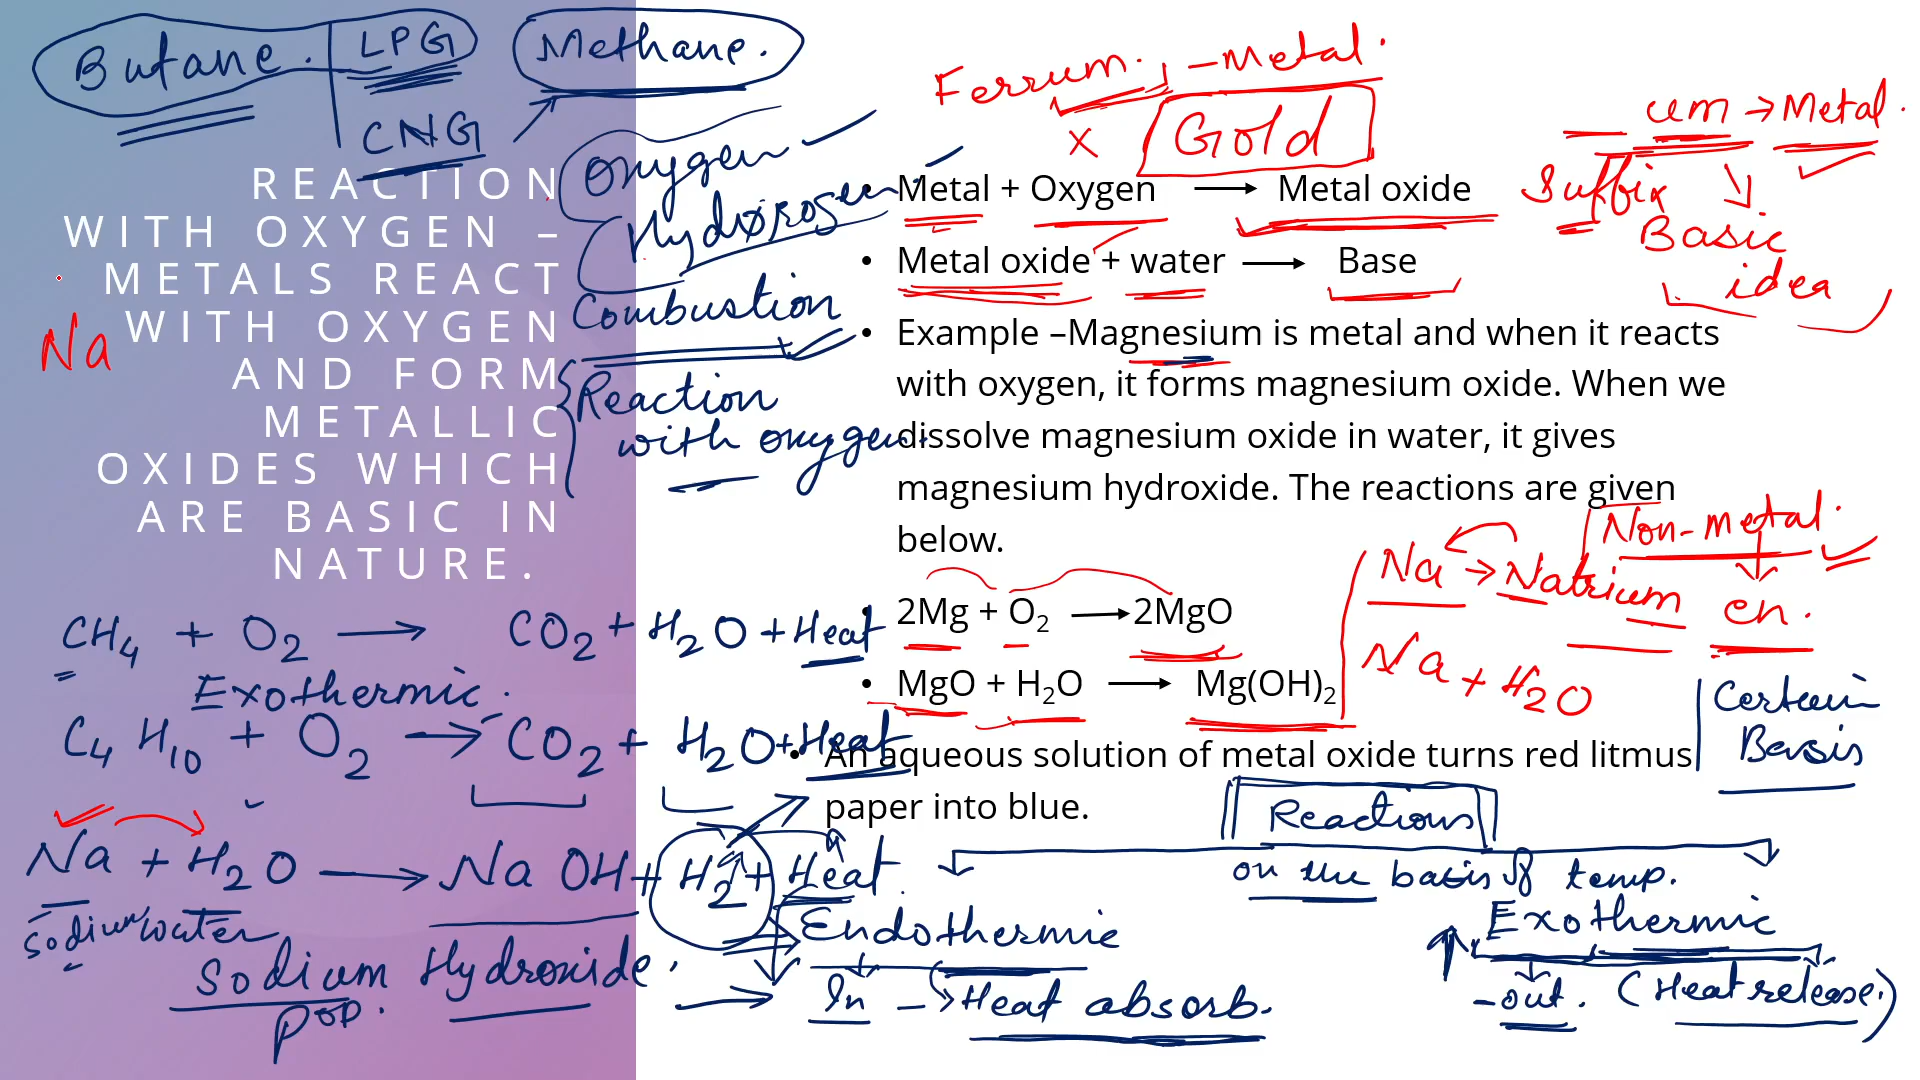 Butane. LPG Methane.
CNG
REACTION
WITH OXYGEN –
METALS REACT
WITH OXYGEN
AND FORM
METALLIC
OXIDES WHICH
ARE BASIC IN
NATURE.
Na
Oxygen
Hydrogen
Combustion
Reaction
with oxygen.
Ferrum. - Metal.
x Gold
um → Metal.
Suffix
Basic
idea
• Metal + Oxygen ⟶ Metal oxide
• Metal oxide + water ⟶ Base
• Example –Magnesium is metal and when it reacts
with oxygen, it forms magnesium oxide. When we
dissolve magnesium oxide in water, it gives
magnesium hydroxide. The reactions are given
below.
• 2Mg + O₂ ⟶ 2MgO
• MgO + H₂O ⟶ Mg(OH)₂
• An aqueous solution of metal oxide turns red litmus
paper into blue.
Non-metal.
en.
Na → Natrium
Na + H₂O
Certain
Basis
CH₄ + O₂ → CO₂ + H₂O + Heat
Exothermic.
C₄H₁₀ + O₂ → CO₂ + H₂O + Heat
Na + H₂O → NaOH + H₂↑ + Heat.
sodium water
Sodium Hydroxide.
pop.
Reactions
on the basis of temp.
Endothermic
In → Heat absorb.
Exothermic
-out. (Heat release.)